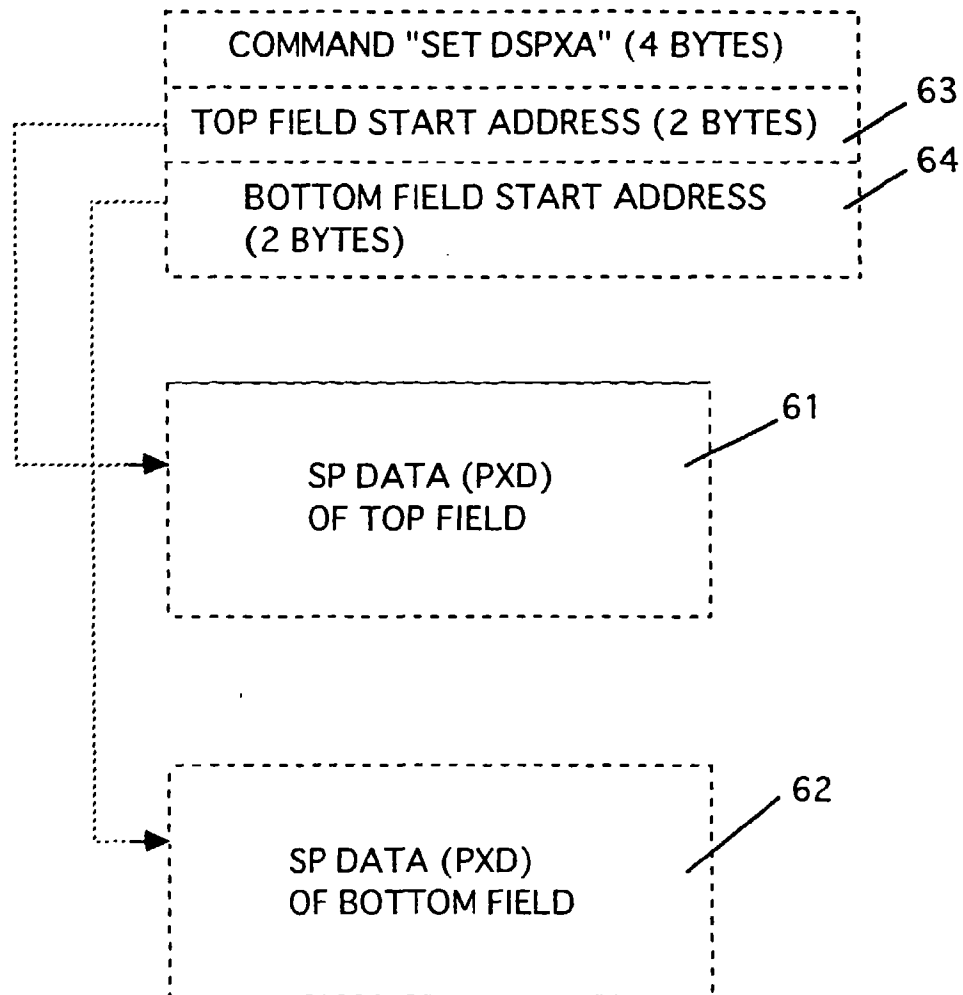 COMMAND "SET DSPXA" (4 BYTES)
63
TOP FIELD START ADDRESS (2 BYTES)
64
BOTTOM FIELD START ADDRESS
(2 BYTES)
61
SP DATA (PXD)
OF TOP FIELD
62
SP DATA (PXD)
OF BOTTOM FIELD